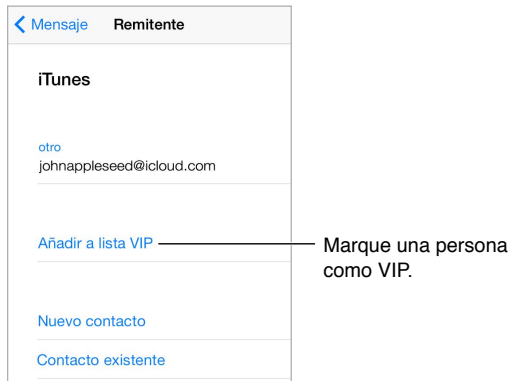 Mensaje Remitente
iTunes
otro
johnappleseed@icloud.com
Añadir a lista VIP
Marque una persona
como VIP.
Nuevo contacto
Contacto existente